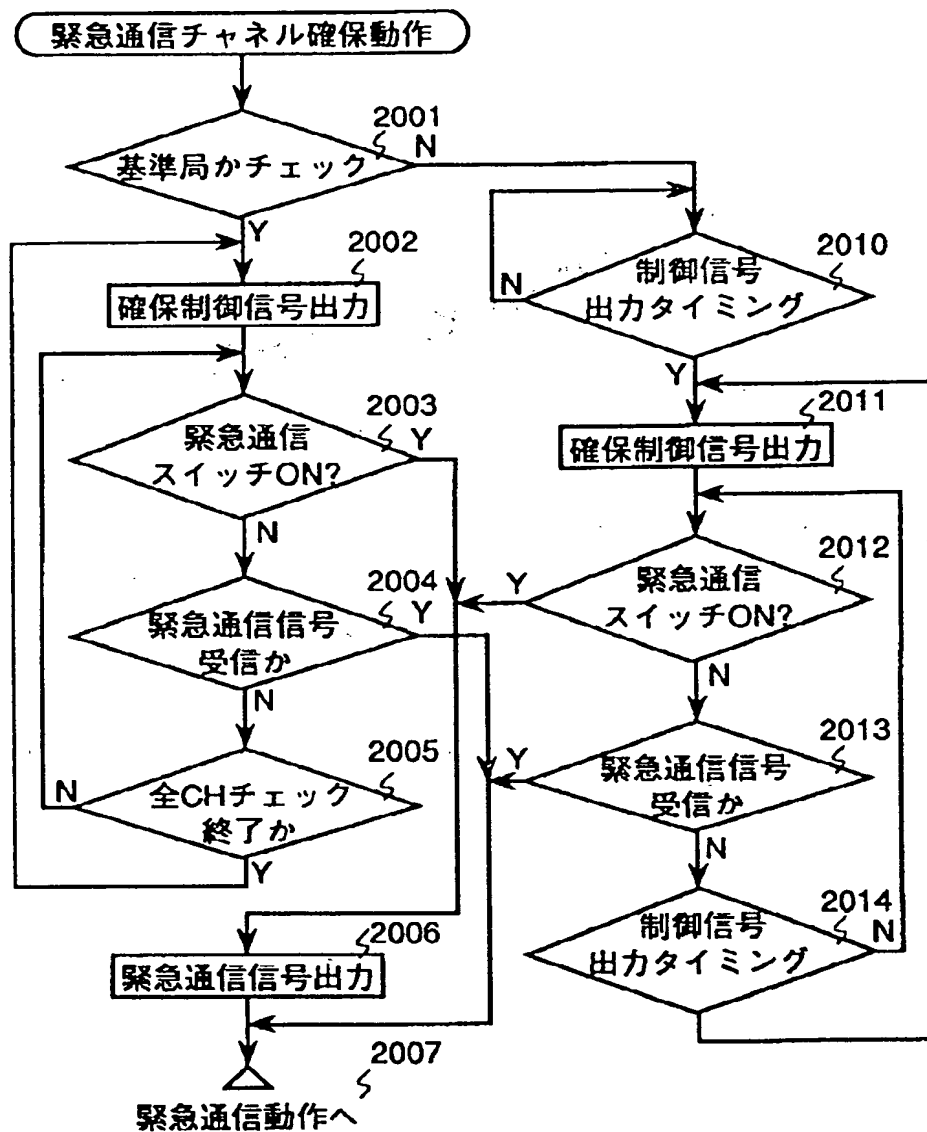 緊急通信チャネル確保動作
2001
基準局かチェック
N
Y
2002
確保制御信号出力
2003
緊急通信
スイッチON?
Y
N
2004
緊急通信信号
受信か
Y
N
2005
全CHチェック
終了か
N
Y
2006
緊急通信信号出力
2007
緊急通信動作へ
2010
制御信号
出力タイミング
N
Y
2011
確保制御信号出力
2012
緊急通信
スイッチON?
Y
N
2013
緊急通信信号
受信か
Y
N
2014
制御信号
出力タイミング
N